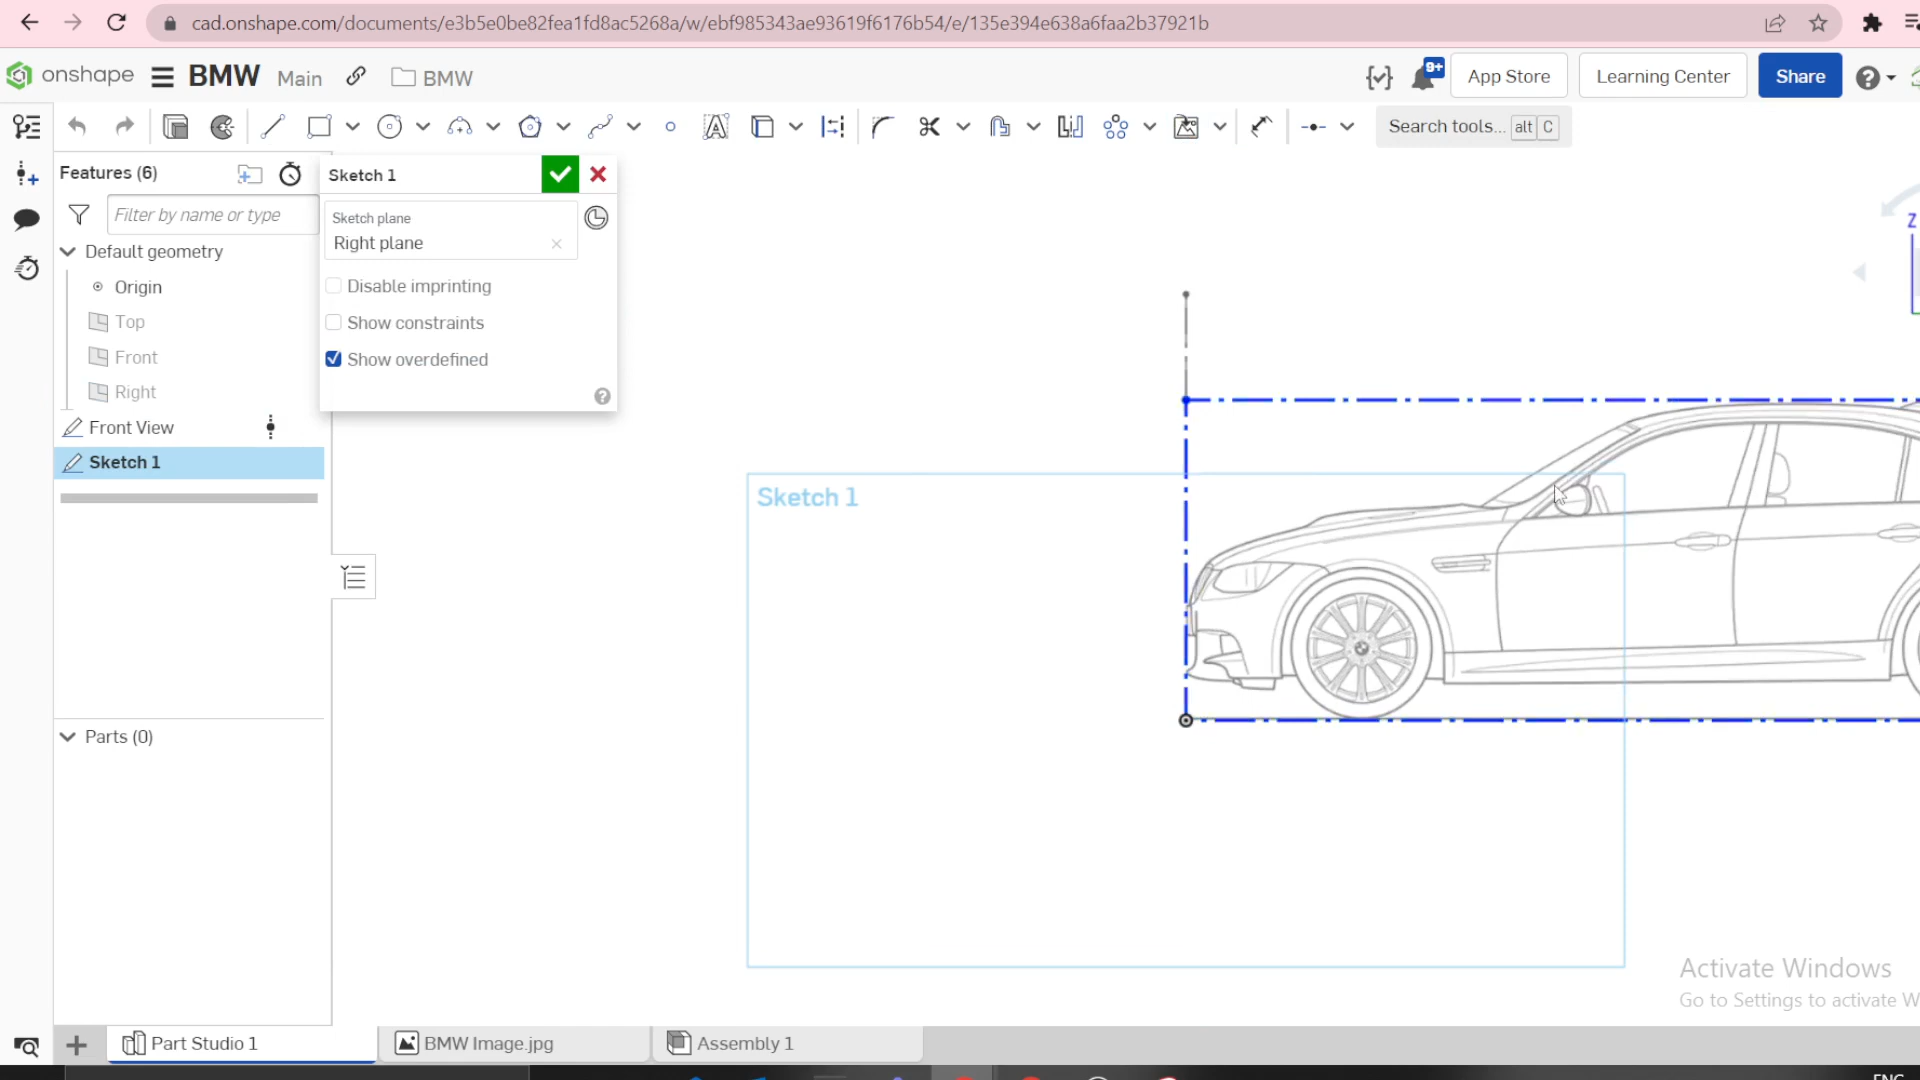 cad.onshape.com/documents/e3b5e0be82fea1fd8ac5268a/w/ebf985343ae93619f6176b54/e/135e394e638a6faa2b37921b
onshape BMW Main BMW 9+ App Store Learning Center Share ?
Search tools... alt C
Features (6)
Sketch 1
Filter by name or type
Sketch plane
Right plane
Default geometry
Origin
Disable imprinting
Top
Show constraints
Front
Show overdefined
Right
Front View
Sketch 1
Sketch 1
Z
Parts (0)
Activate Windows
Go to Settings to activate W
Part Studio 1
BMW Image.jpg
Assembly 1